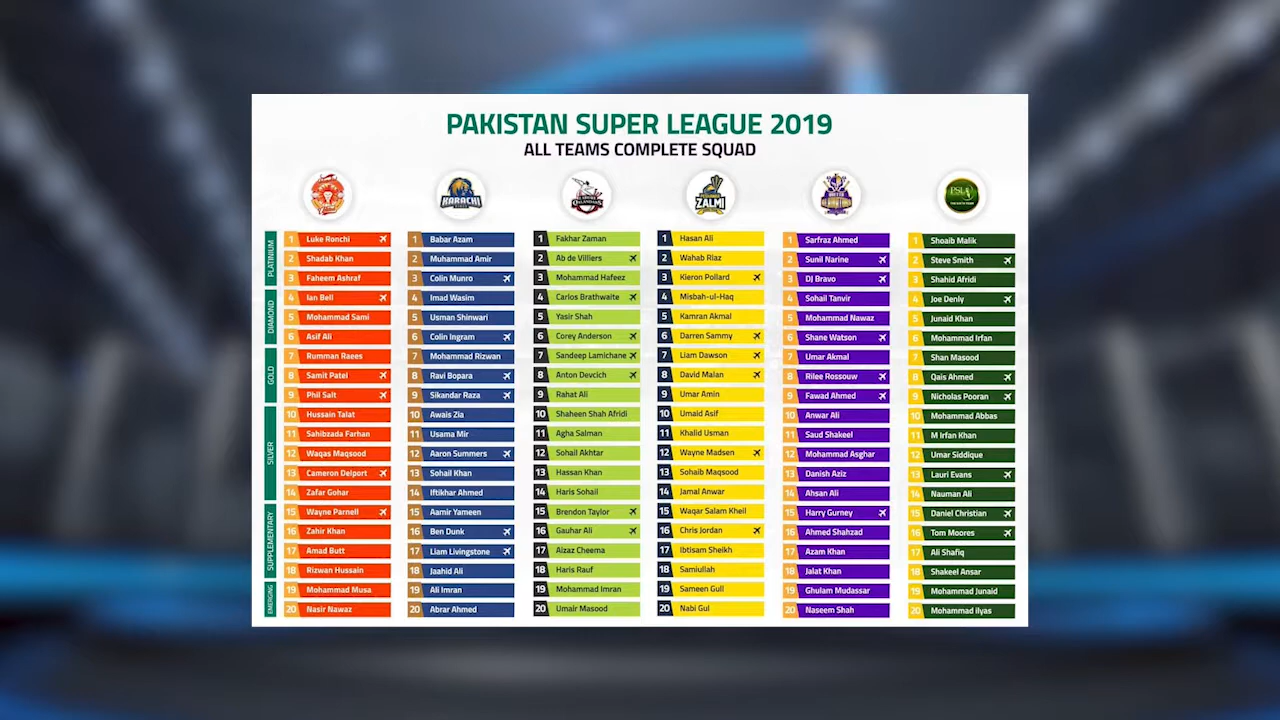 PAKISTAN SUPER LEAGUE 2019
ALL TEAMS COMPLETE SQUAD
KARACHI
ZALMI
PSL
PLATINUM
DIAMOND
GOLD
SILVER
SUPPLEMENTARY
EMERGING
1 Luke Ronchi
2 Shadab Khan
3 Faheem Ashraf
4 Ian Bell
5 Mohammad Sami
6 Asif Ali
7 Rumman Raees
8 Samit Patel
9 Phil Salt
10 Hussain Talat
11 Sahibzada Farhan
12 Waqas Maqsood
13 Cameron Delport
14 Zafar Gohar
15 Wayne Parnell
16 Zahir Khan
17 Amad Butt
18 Rizwan Hussain
19 Mohammad Musa
20 Nasir Nawaz
1 Babar Azam
2 Muhammad Amir
3 Colin Munro
4 Imad Wasim
5 Usman Shinwari
6 Colin Ingram
7 Mohammad Rizwan
8 Ravi Bopara
9 Sikandar Raza
10 Awais Zia
11 Usama Mir
12 Aaron Summers
13 Sohail Khan
14 Iftikhar Ahmed
15 Aamir Yameen
16 Ben Dunk
17 Liam Livingstone
18 Jaahid Ali
19 Ali Imran
20 Abrar Ahmed
1 Fakhar Zaman
2 Ab de Villiers
3 Mohammad Hafeez
4 Carlos Brathwaite
5 Yasir Shah
6 Corey Anderson
7 Sandeep Lamichane
8 Anton Devcich
9 Rahat Ali
10 Shaheen Shah Afridi
11 Agha Salman
12 Sohail Akhtar
13 Hassan Khan
14 Haris Sohail
15 Brendon Taylor
16 Gauhar Ali
17 Aizaz Cheema
18 Haris Rauf
19 Mohammad Imran
20 Umair Masood
1 Hasan Ali
2 Wahab Riaz
3 Kieron Pollard
4 Misbah-ul-Haq
5 Kamran Akmal
6 Darren Sammy
7 Liam Dawson
8 David Malan
9 Umar Amin
10 Umaid Asif
11 Khalid Usman
12 Wayne Madsen
13 Sohaib Maqsood
14 Jamal Anwar
15 Waqar Salam Kheil
16 Chris Jordan
17 Ibtisam Sheikh
18 Samiullah
19 Sameen Gull
20 Nabi Gul
1 Sarfraz Ahmed
2 Sunil Narine
3 DJ Bravo
4 Sohail Tanvir
5 Mohammad Nawaz
6 Shane Watson
7 Umar Akmal
8 Rilee Rossouw
9 Fawad Ahmed
10 Anwar Ali
11 Saud Shakeel
12 Mohammad Asghar
13 Danish Aziz
14 Ahsan Ali
15 Harry Gurney
16 Ahmed Shahzad
17 Azam Khan
18 Jalat Khan
19 Ghulam Mudassar
20 Naseem Shah
1 Shoaib Malik
2 Steve Smith
3 Shahid Afridi
4 Joe Denly
5 Junaid Khan
6 Mohammad Irfan
7 Shan Masood
8 Qais Ahmed
9 Nicholas Pooran
10 Mohammad Abbas
11 M Irfan Khan
12 Umar Siddique
13 Lauri Evans
14 Nauman Ali
15 Daniel Christian
16 Tom Moores
17 Ali Shafiq
18 Shakeel Ansar
19 Mohammad Junaid
20 Mohammad ilyas